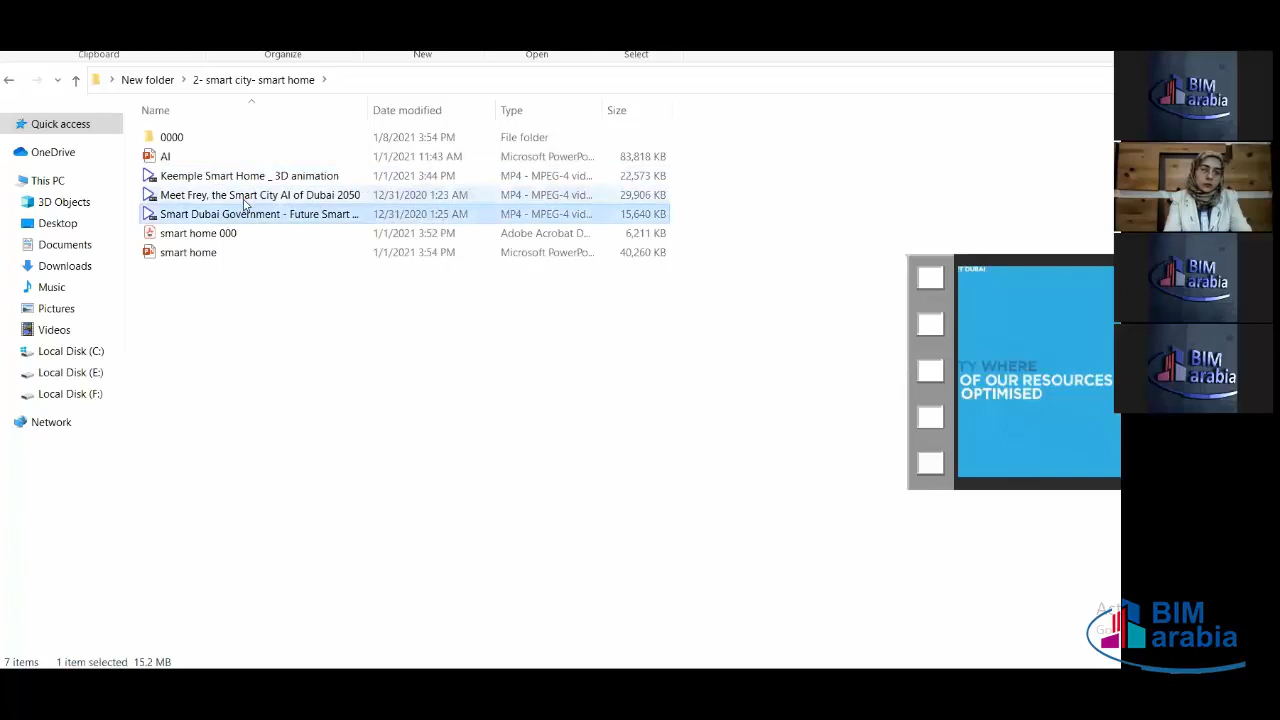 Clipboard Organize New Open Select
New folder 2- smart city- smart home
Name Date modified Type Size
Quick access
OneDrive
This PC
3D Objects
Desktop
Documents
Downloads
Music
Pictures
Videos
Local Disk (C:)
Local Disk (E:)
Local Disk (F:)
Network
0000 1/8/2021 3:54 PM File folder
AI 1/1/2021 11:43 AM Microsoft PowerPo... 83,818 KB
Keemple Smart Home _ 3D animation 1/1/2021 3:44 PM MP4 - MPEG-4 vid... 22,573 KB
Meet Frey, the Smart City AI of Dubai 2050 12/31/2020 1:23 AM MP4 - MPEG-4 vid... 29,906 KB
Smart Dubai Government - Future Smart ... 12/31/2020 1:25 AM MP4 - MPEG-4 vid... 15,640 KB
smart home 000 1/1/2021 3:52 PM Adobe Acrobat D... 6,211 KB
smart home 1/1/2021 3:54 PM Microsoft PowerPo... 40,260 KB
T DUBAI
TY WHERE
OF OUR RESOURCES
OPTIMISED
BIM
arabia
BIM
arabia
BIM
arabia
BIM
arabia
7 items 1 item selected 15.2 MB